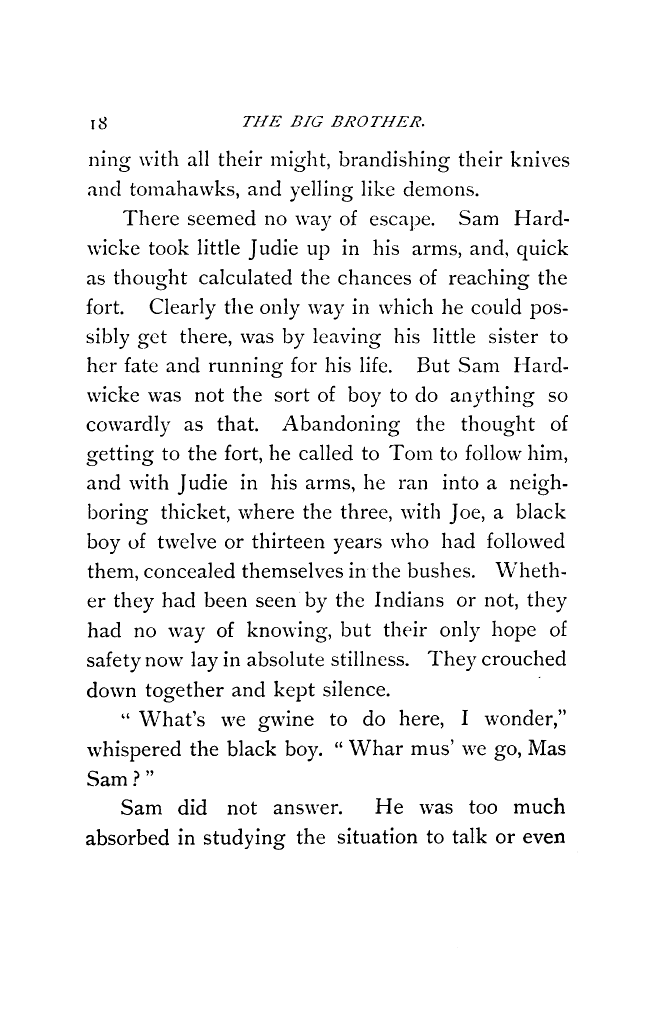 18 THE BIG BROTHER.
ning with all their might, brandishing their knives
and tomahawks, and yelling like demons.
There seemed no way of escape. Sam Hard-
wicke took little Judie up in his arms, and, quick
as thought calculated the chances of reaching the
fort. Clearly the only way in which he could pos-
sibly get there, was by leaving his little sister to
her fate and running for his life. But Sam Hard-
wicke was not the sort of boy to do anything so
cowardly as that. Abandoning the thought of
getting to the fort, he called to Tom to follow him,
and with Judie in his arms, he ran into a neigh-
boring thicket, where the three, with Joe, a black
boy of twelve or thirteen years who had followed
them, concealed themselves in the bushes. Wheth-
er they had been seen by the Indians or not, they
had no way of knowing, but their only hope of
safety now lay in absolute stillness. They crouched
down together and kept silence.
“ What's we gwine to do here, I wonder,”
whispered the black boy. “ Whar mus' we go, Mas
Sam ? ”
Sam did not answer. He was too much
absorbed in studying the situation to talk or even